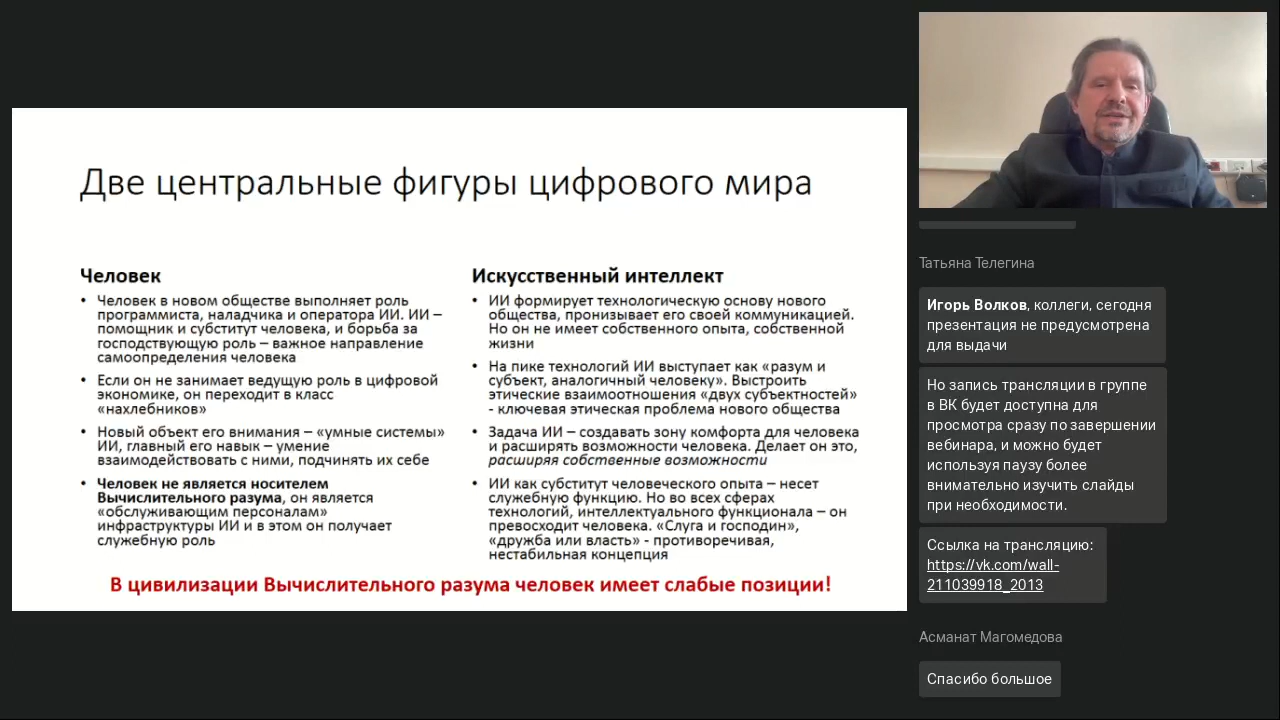 Две центральные фигуры цифрового мира
Человек
• Человек в новом обществе выполняет роль
программиста, наладчика и оператора ИИ. ИИ –
помощник и субститут человека, и борьба за
господствующую роль – важное направление
самоопределения человека
• Если он не занимает ведущую роль в цифровой
экономике, он переходит в класс
«нахлебников»
• Новый объект его внимания – «умные системы»
ИИ, главный его навык – умение
взаимодействовать с ними, подчинять их себе
• Человек не является носителем
Вычислительного разума, он является
«обслуживающим персоналам»
инфраструктуры ИИ и в этом он получает
служебную роль
Искусственный интеллект
• ИИ формирует технологическую основу нового
общества, пронизывает его своей коммуникацией.
Но он не имеет собственного опыта, собственной
жизни
• На пике технологий ИИ выступает как «разум и
субъект, аналогичный человеку». Выстроить
этические взаимоотношения «двух субъектностей»
- ключевая этическая проблема нового общества
• Задача ИИ – создавать зону комфорта для человека
и расширять возможности человека. Делает он это,
расширяя собственные возможности
• ИИ как субститут человеческого опыта – несет
служебную функцию. Но во всех сферах
технологий, интеллектуального функционала – он
превосходит человека. «Слуга и господин»,
«дружба или власть» - противоречивая,
нестабильная концепция
В цивилизации Вычислительного разума человек имеет слабые позиции!
Татьяна Телегина
Игорь Волков, коллеги, сегодня
презентация не предусмотрена
для выдачи
Но запись трансляции в группе
в ВК будет доступна для
просмотра сразу по завершении
вебинара, и можно будет
используя паузу более
внимательно изучить слайды
при необходимости.
Ссылка на трансляцию:
https://vk.com/wall-
211039918_2013
Асманат Магомедова
Спасибо большое